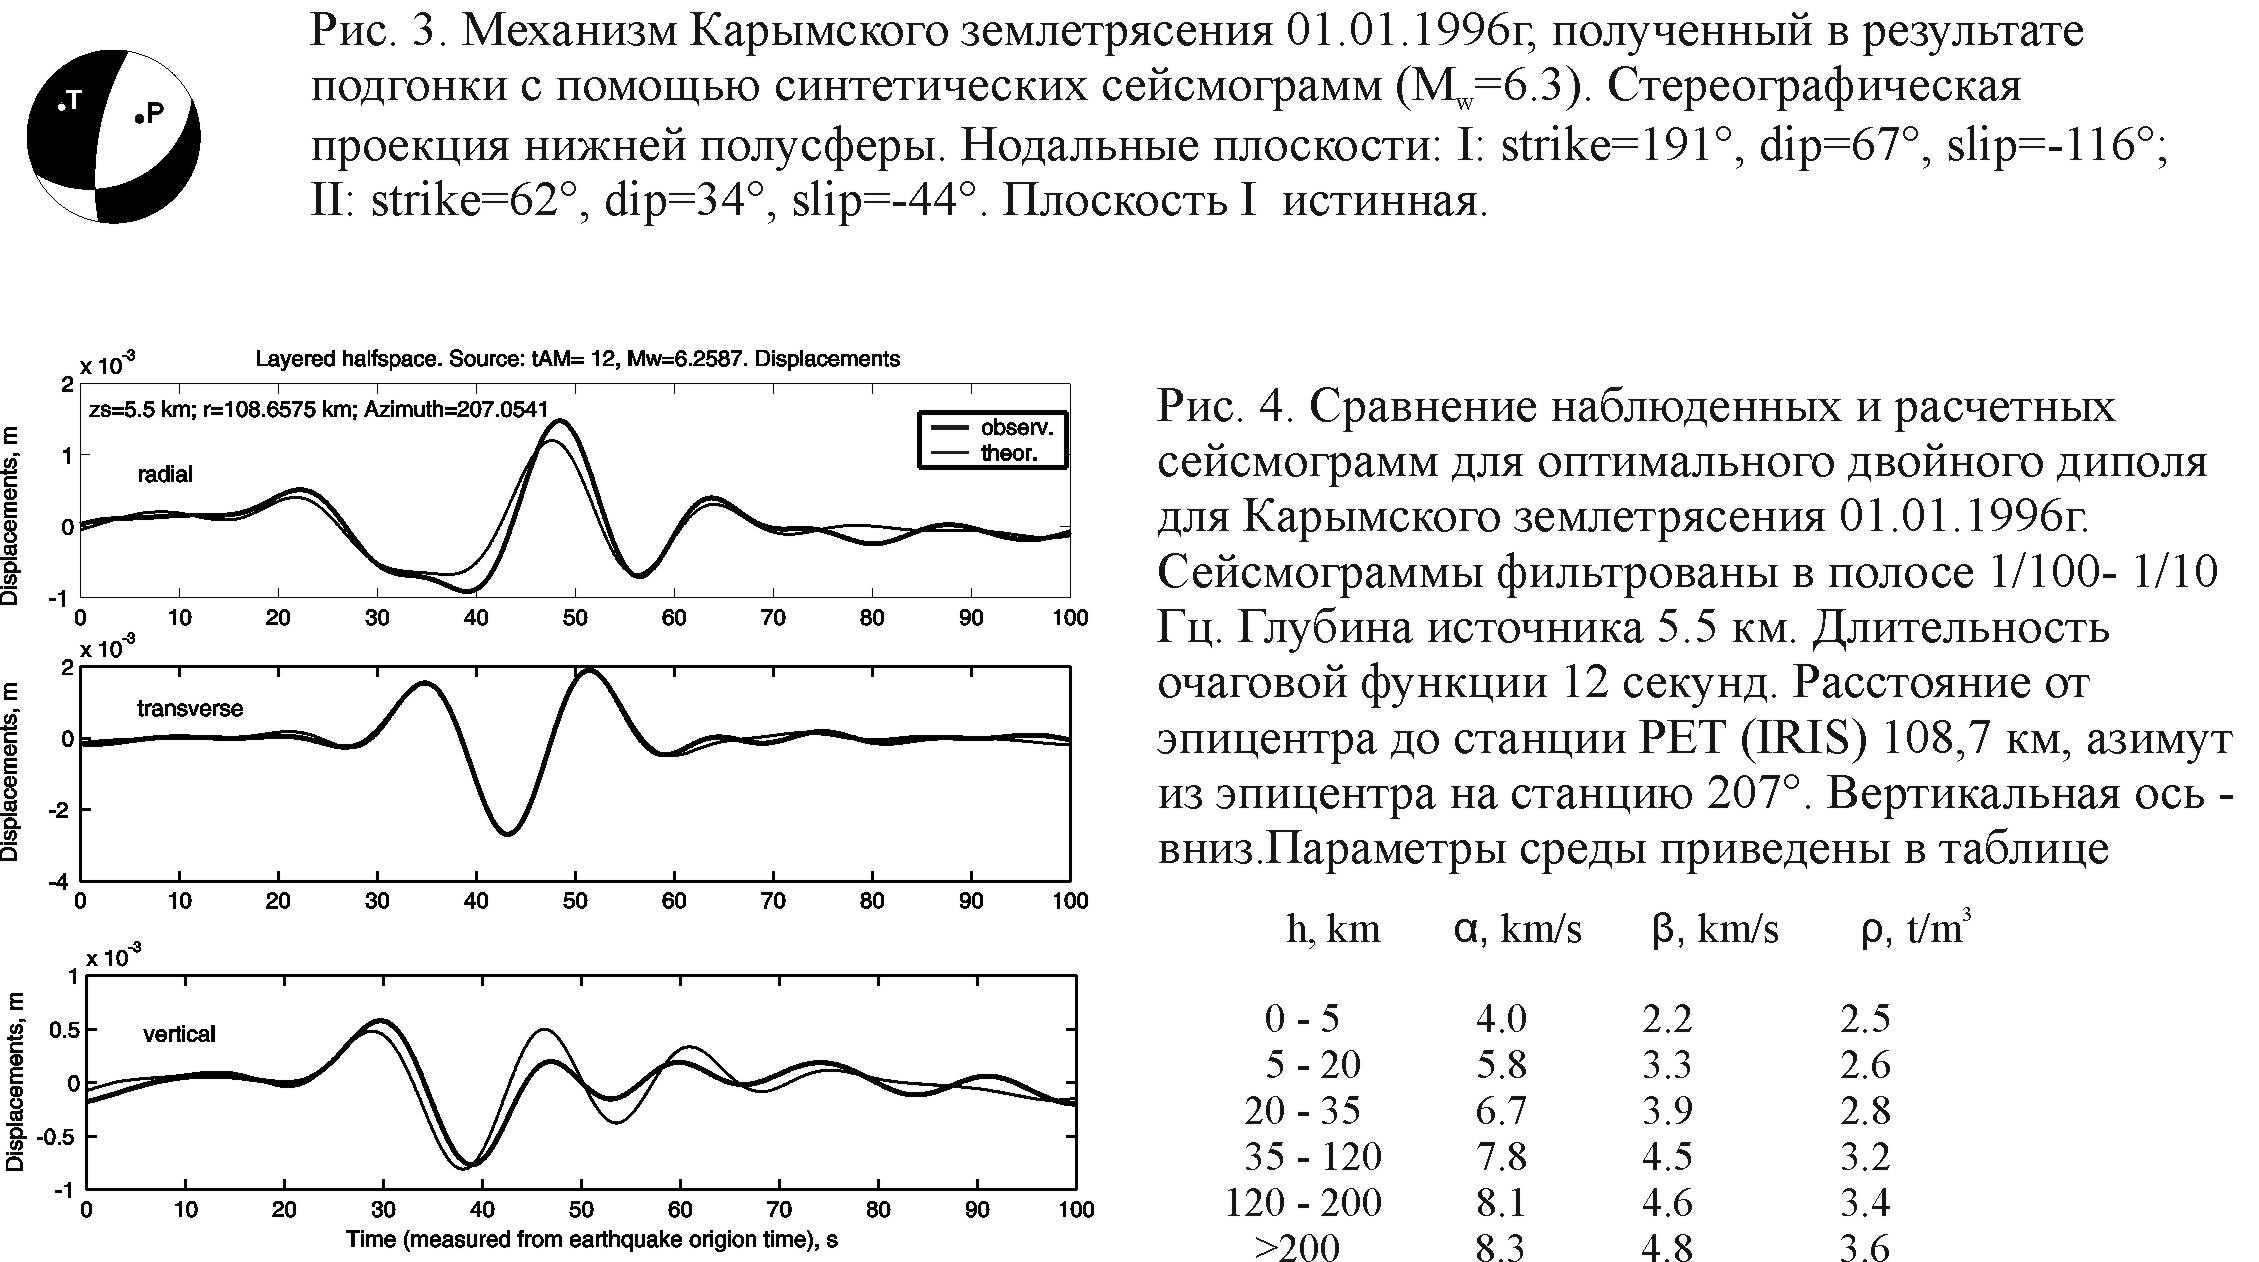 Рис. 3. Механизм Карымского землетрясения 01.01.1996г, полученный в результате
подгонки с помощью синтетических сейсмограмм (Mw=6.3). Стереографическая
проекция нижней полусферы. Нодальные плоскости: I: strike=191°, dip=67°, slip=-116°;
II: strike=62°, dip=34°, slip=-44°. Плоскость I истинная.
T
P
x 10-3
Layered halfspace. Source: tAM= 12, Mw=6.2587. Displacements
zs=5.5 km; r=108.6575 km; Azimuth=207.0541
observ.
theor.
radial
Displacements, m
2
1
0
-1
0 10 20 30 40 50 60 70 80 90 100
x 10-3
transverse
Displacements, m
2
0
-2
-4
0 10 20 30 40 50 60 70 80 90 100
x 10-3
vertical
Displacements, m
1
0.5
0
-0.5
-1
0 10 20 30 40 50 60 70 80 90 100
Time (measured from earthquake origion time), s
Рис. 4. Сравнение наблюденных и расчетных
сейсмограмм для оптимального двойного диполя
для Карымского землетрясения 01.01.1996г.
Сейсмограммы фильтрованы в полосе 1/100- 1/10
Гц. Глубина источника 5.5 км. Длительность
очаговой функции 12 секунд. Расстояние от
эпицентра до станции PET (IRIS) 108,7 км, азимут
из эпицентра на станцию 207°. Вертикальная ось -
вниз.Параметры среды приведены в таблице
h, km α, km/s β, km/s ρ, t/m3
0 - 5 4.0 2.2 2.5
5 - 20 5.8 3.3 2.6
20 - 35 6.7 3.9 2.8
35 - 120 7.8 4.5 3.2
120 - 200 8.1 4.6 3.4
>200 8.3 4.8 3.6